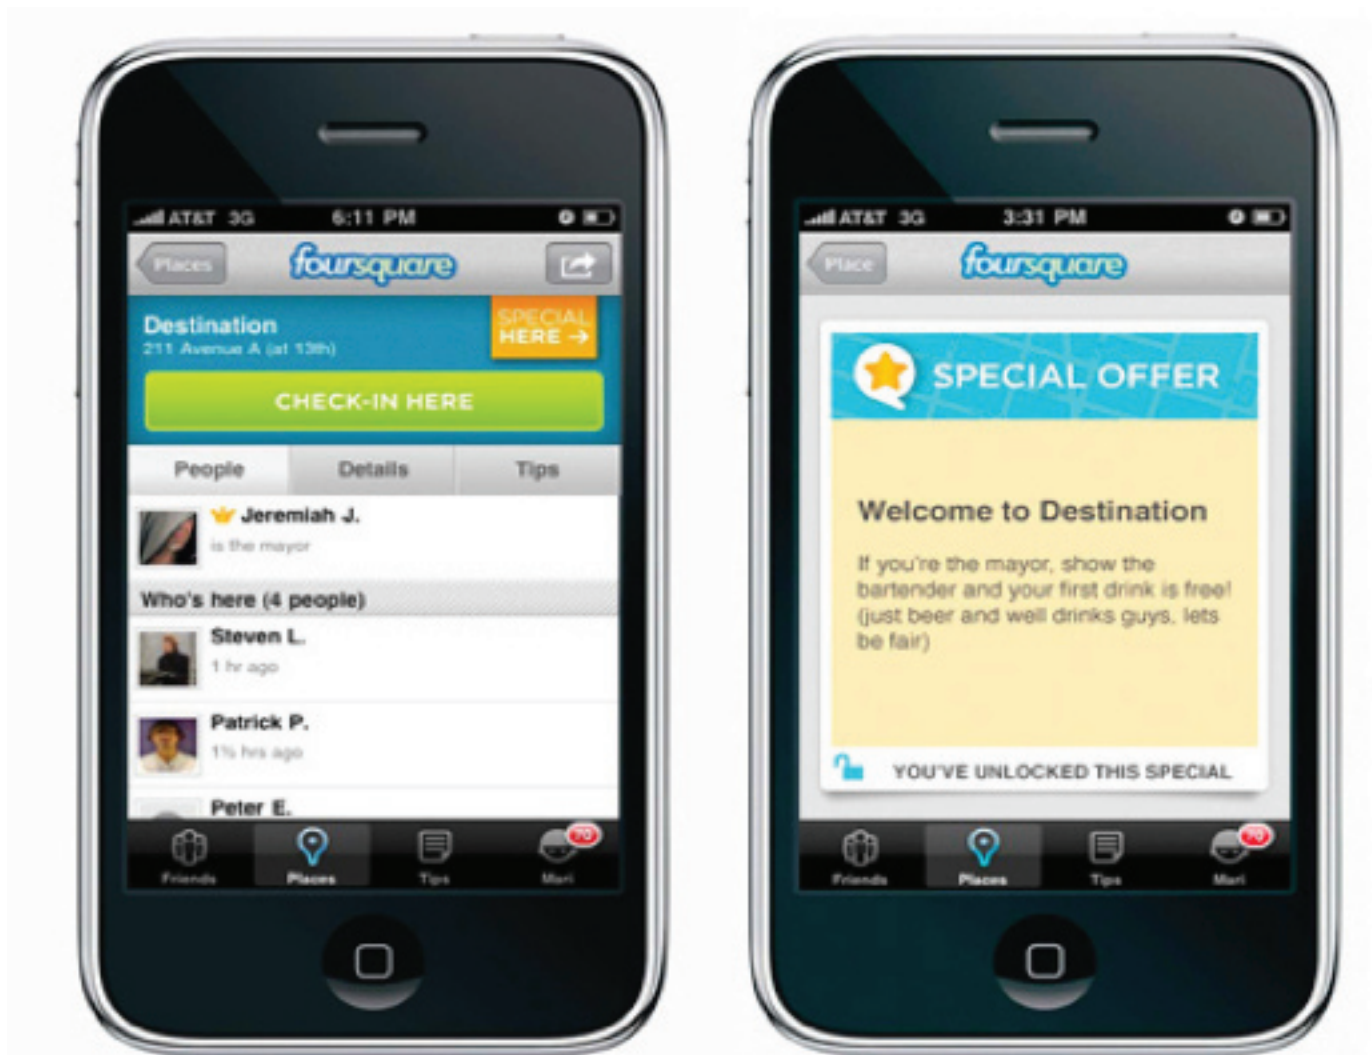 AT&T 3G 6:11 PM
Places foursquare
Destination
211 Avenue A (at 13th)
SPECIAL
HERE →
CHECK-IN HERE
People Details Tips
Jeremiah J.
is the mayor
Who's here (4 people)
Steven L.
1 hr ago
Patrick P.
1½ hrs ago
Peter E.
70
Friends Places Tips Mari
AT&T 3G 3:31 PM
Place foursquare
SPECIAL OFFER
Welcome to Destination
If you're the mayor, show the
bartender and your first drink is free!
(just beer and well drinks guys, lets
be fair)
YOU'VE UNLOCKED THIS SPECIAL
70
Friends Places Tips Mari